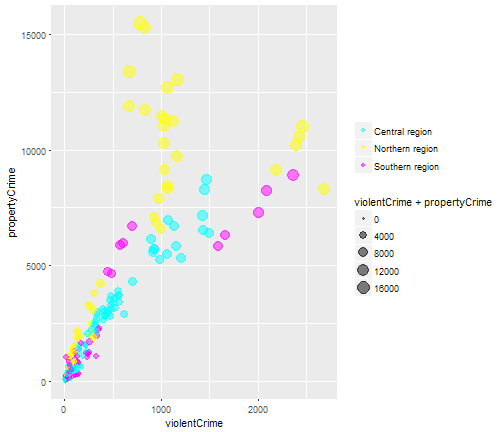 15000
10000
5000
0
propertyCrime
0
1000
2000
violentCrime
Central region
Northern region
Southern region
violentCrime + propertyCrime
0
4000
8000
12000
16000